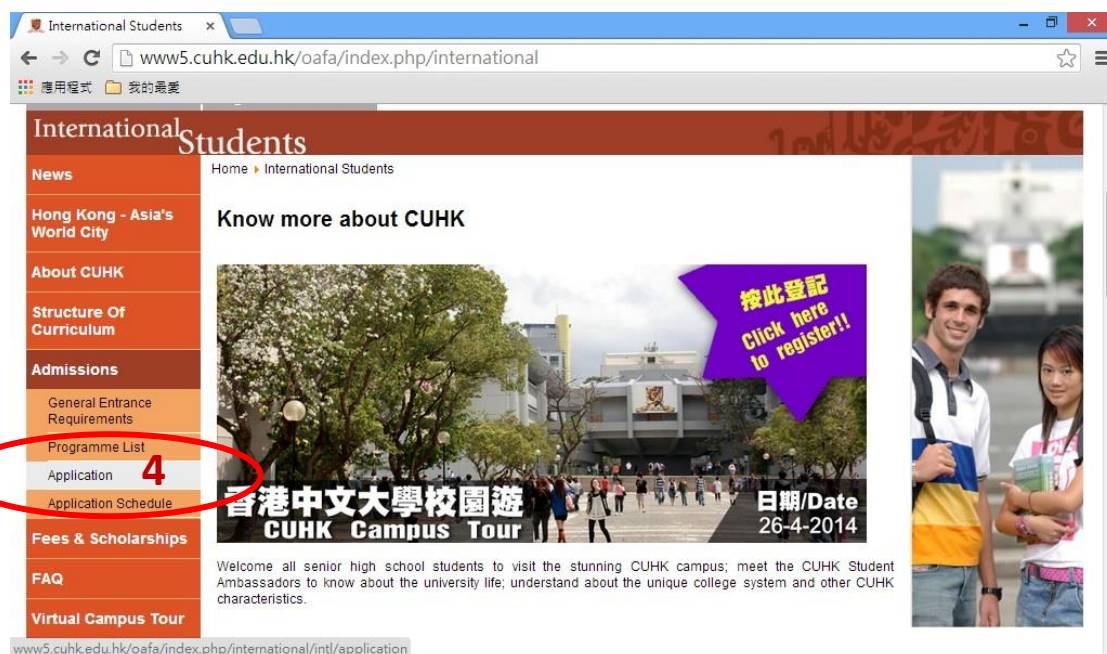 International Students
www5.cuhk.edu.hk/oafa/index.php/international
應用程式 我的最愛
International Students
News
Hong Kong - Asia's
World City
About CUHK
Structure Of
Curriculum
Admissions
General Entrance
Requirements
Programme List
Application 4
Application Schedule
Fees & Scholarships
FAQ
Virtual Campus Tour
Home International Students
Know more about CUHK
按此登記
Click here
to register!!
香港中文大學校園遊
CUHK Campus Tour
日期/Date
26-4-2014
Welcome all senior high school students to visit the stunning CUHK campus; meet the CUHK Student
Ambassadors to know about the university life; understand about the unique college system and other CUHK
characteristics.
www5.cuhk.edu.hk/oafa/index.php/international/intl/application